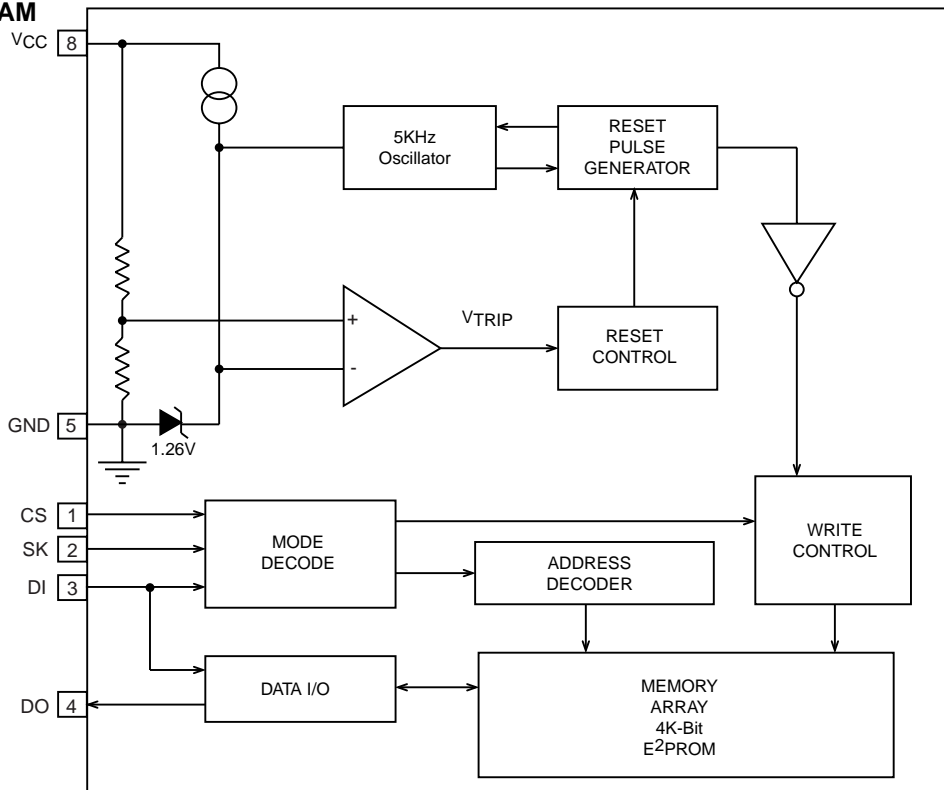 AM
VCC 8
5KHz
Oscillator
RESET
PULSE
GENERATOR
+
VTRIP
-
RESET
CONTROL
GND 5
1.26V
CS 1
SK 2
DI 3
MODE
DECODE
WRITE
CONTROL
ADDRESS
DECODER
DO 4
DATA I/O
MEMORY
ARRAY
4K-Bit
E2PROM